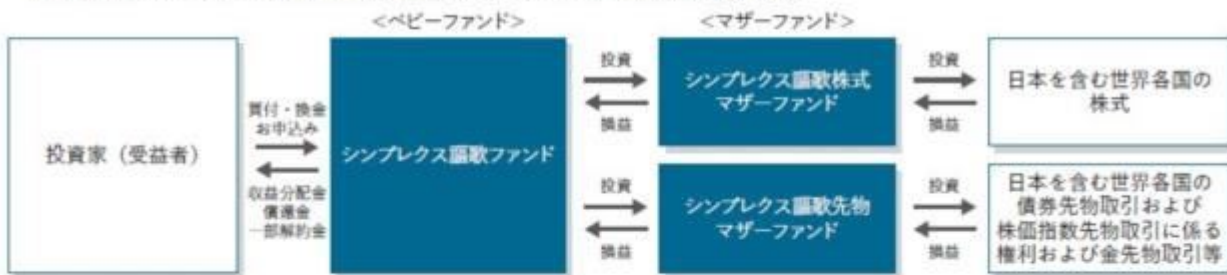 <ベビーファンド>
<マザーファンド>
投資家（受益者）
買付・換金
お申込み
収益分配金
償還金
一部解約金
シンプレクス謳歌ファンド
投資
損益
シンプレクス謳歌株式
マザーファンド
投資
損益
日本を含む世界各国の
株式
投資
損益
シンプレクス謳歌先物
マザーファンド
投資
損益
日本を含む世界各国の
債券先物取引および
株価指数先物取引に係る
権利および金先物取引等